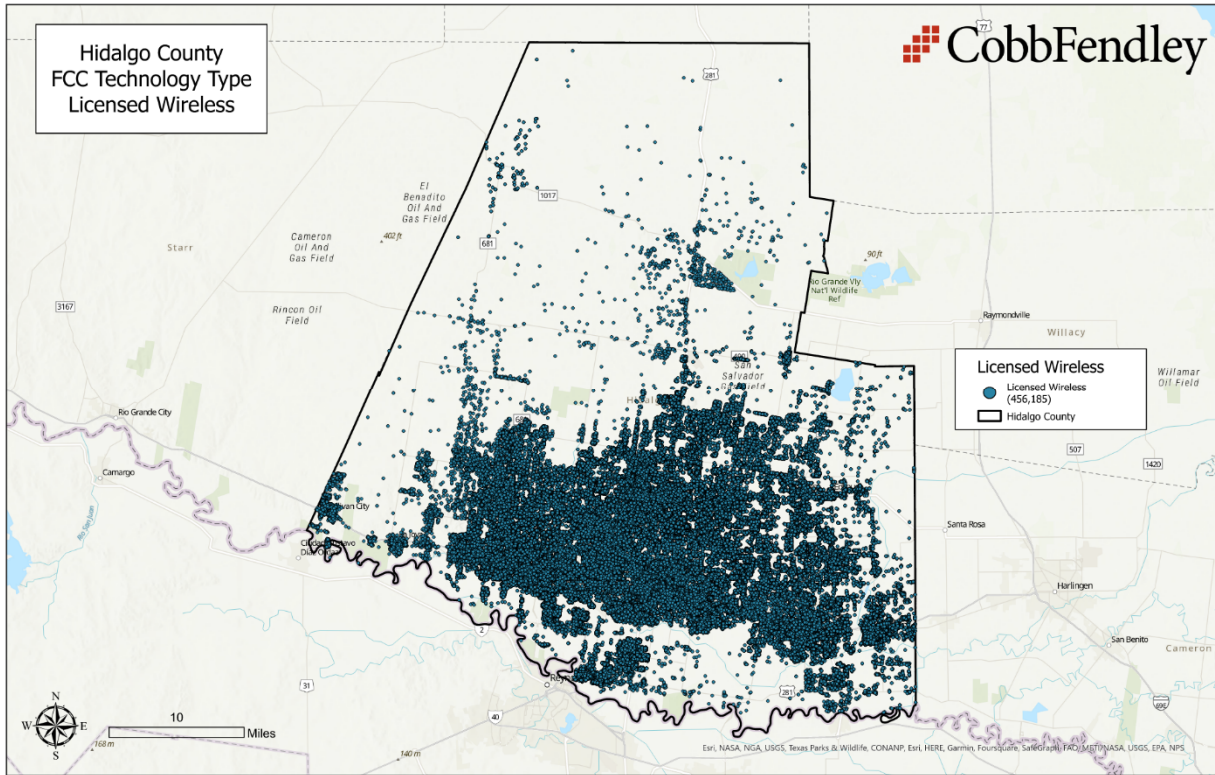 Hidalgo County
FCC Technology Type
Licensed Wireless
CobbFendley
77
281
El
Benadito
Oil And
Gas Field
1017
Cameron
Oil And
Gas Field
402 ft
Starr
681
90 ft
Rio Grande Vly
Nat'l Wildlife
Ref
3167
Rincon Oil
Field
Raymondville
Willacy
490
San
Salvador
Licensed Wireless
Licensed Wireless
(456,185)
Hidalgo County
Willamar
Oil Field
Rio Grande City
507
1420
Camargo
Rio San Juan
Santa Rosa
Harlingen
San Benito
Cameron
2
31
281
40
N
W
E
S
10
Miles
168 m
140 m
Esri, NASA, NGA, USGS, Texas Parks & Wildlife, CONANP, Esri, HERE, Garmin, Foursquare, SafeGraph, FAO, METI/NASA, USGS, EPA, NPS